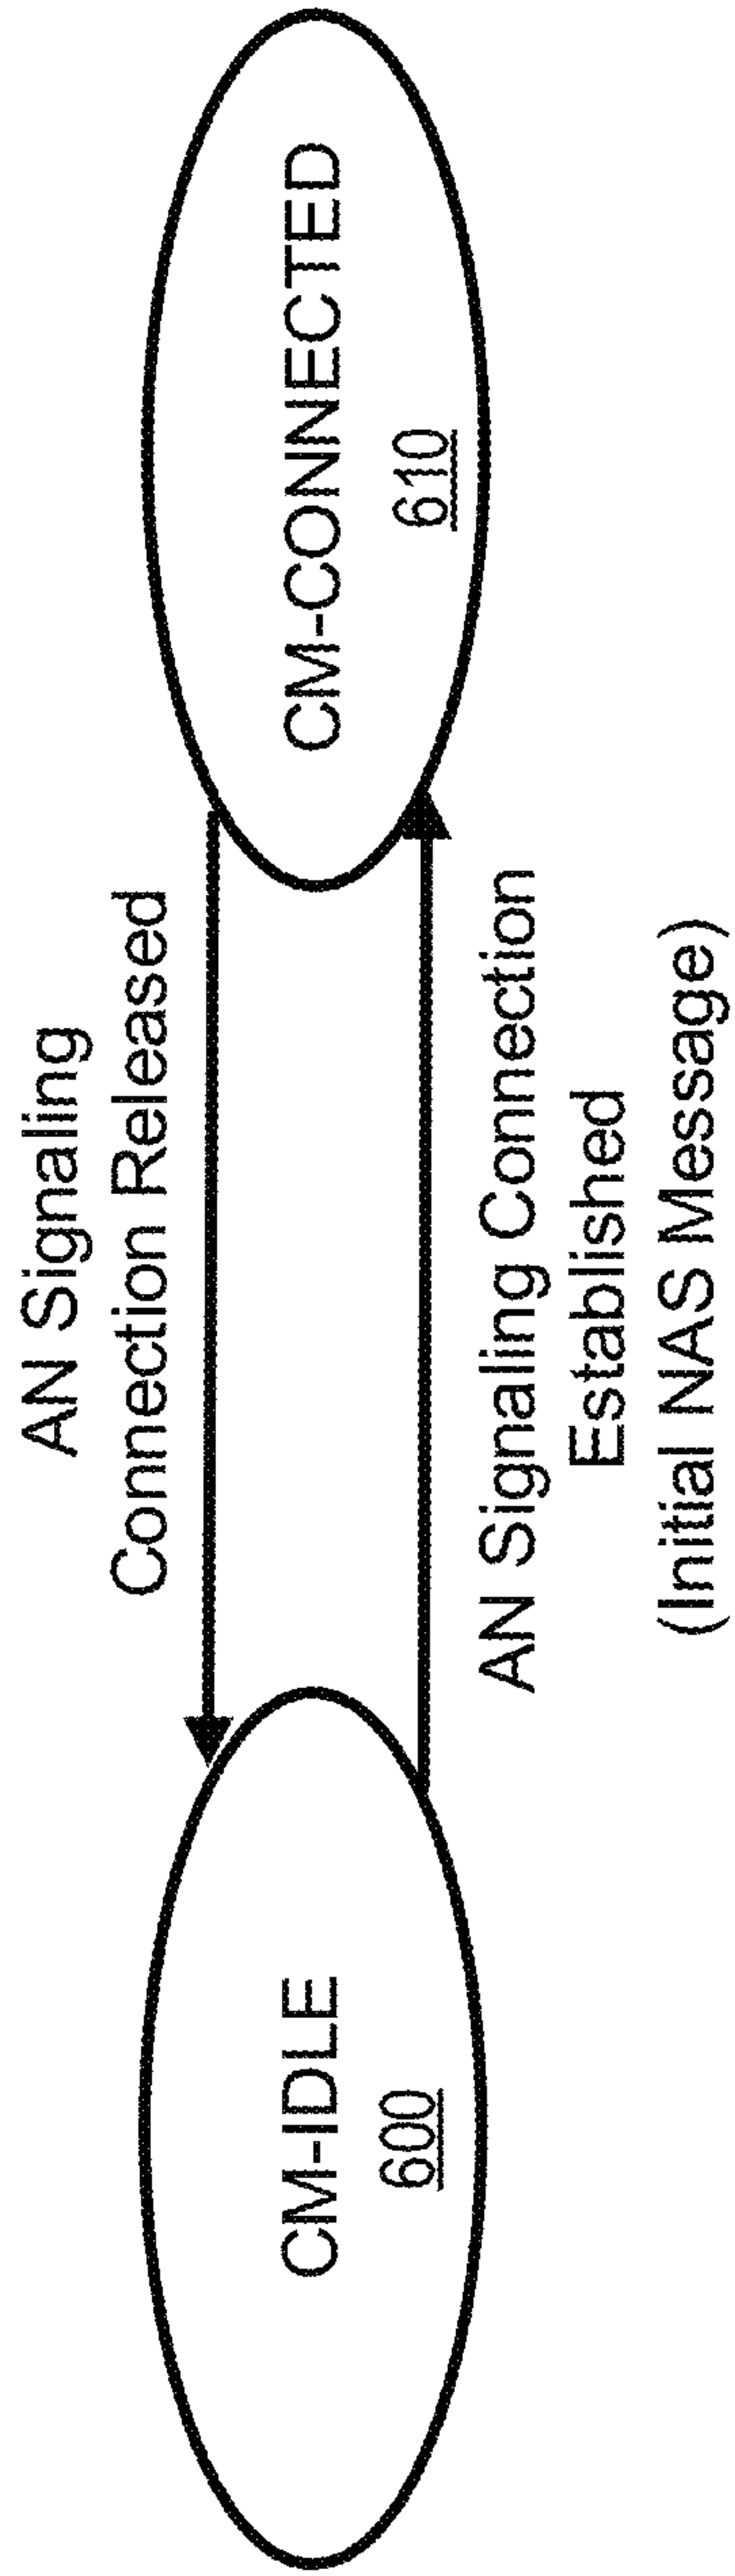 AN Signaling
Connection Released
CM-IDLE
600
CM-CONNECTED
610
AN Signaling Connection
Established
(Initial NAS Message)